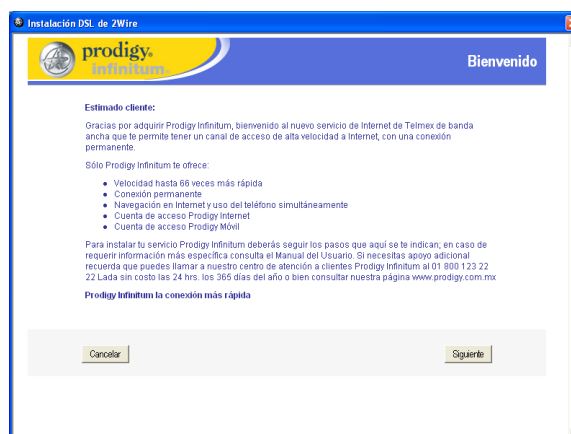 Instalación DSL de 2Wire
prodigy.
infinitum
Bienvenido
Estimado cliente:
Gracias por adquirir Prodigy Infinitum, bienvenido al nuevo servicio de Internet de Telmex de banda
ancha que te permite tener un canal de acceso de alta velocidad a Internet, con una conexión
permanente.
Sólo Prodigy Infinitum te ofrece:
• Velocidad hasta 66 veces más rápida
• Conexión permanente
• Navegación en Internet y uso del teléfono simultáneamente
• Cuenta de acceso Prodigy Internet
• Cuenta de acceso Prodigy Móvil
Para instalar tu servicio Prodigy Infinitum deberás seguir los pasos que aquí se te indican; en caso de
requerir información más específica consulta el Manual del Usuario. Si necesitas apoyo adicional
recuerda que puedes llamar a nuestro centro de atención a clientes Prodigy Infinitum al 01 800 123 22
22 Lada sin costo las 24 hrs. los 365 días del año o bien consultar nuestra página www.prodigy.com.mx
Prodigy Infinitum la conexión más rápida
Cancelar
Siguiente